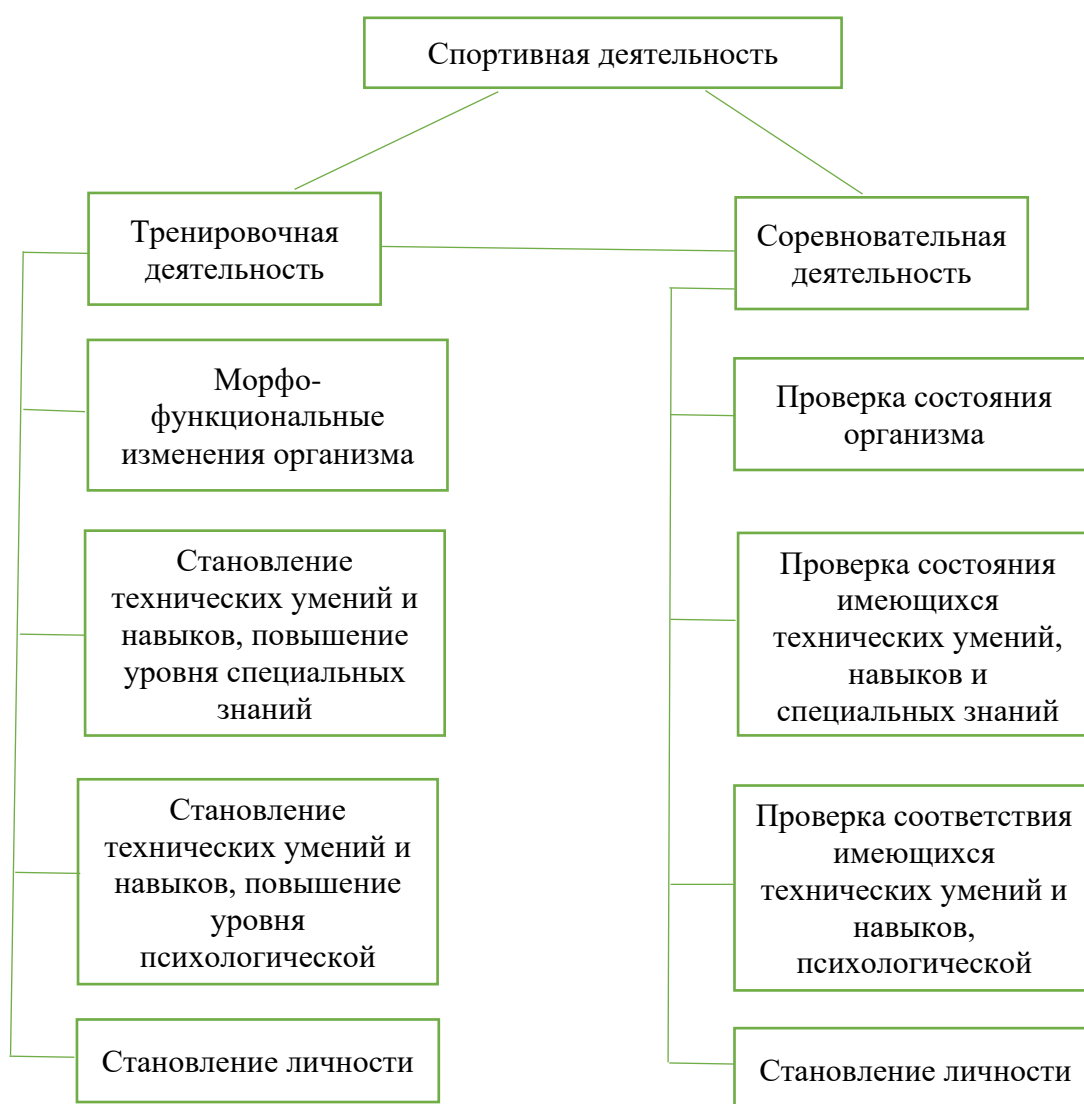 Спортивная деятельность
Тренировочная
деятельность
Соревновательная
деятельность
Морфо-
функциональные
изменения организма
Проверка состояния
организма
Становление
технических умений и
навыков, повышение
уровня специальных
знаний
Проверка состояния
имеющихся
технических умений,
навыков и
специальных знаний
Становление
технических умений и
навыков, повышение
уровня
психологической
Проверка соответствия
имеющихся
технических умений и
навыков,
психологической
Становление личности
Становление личности